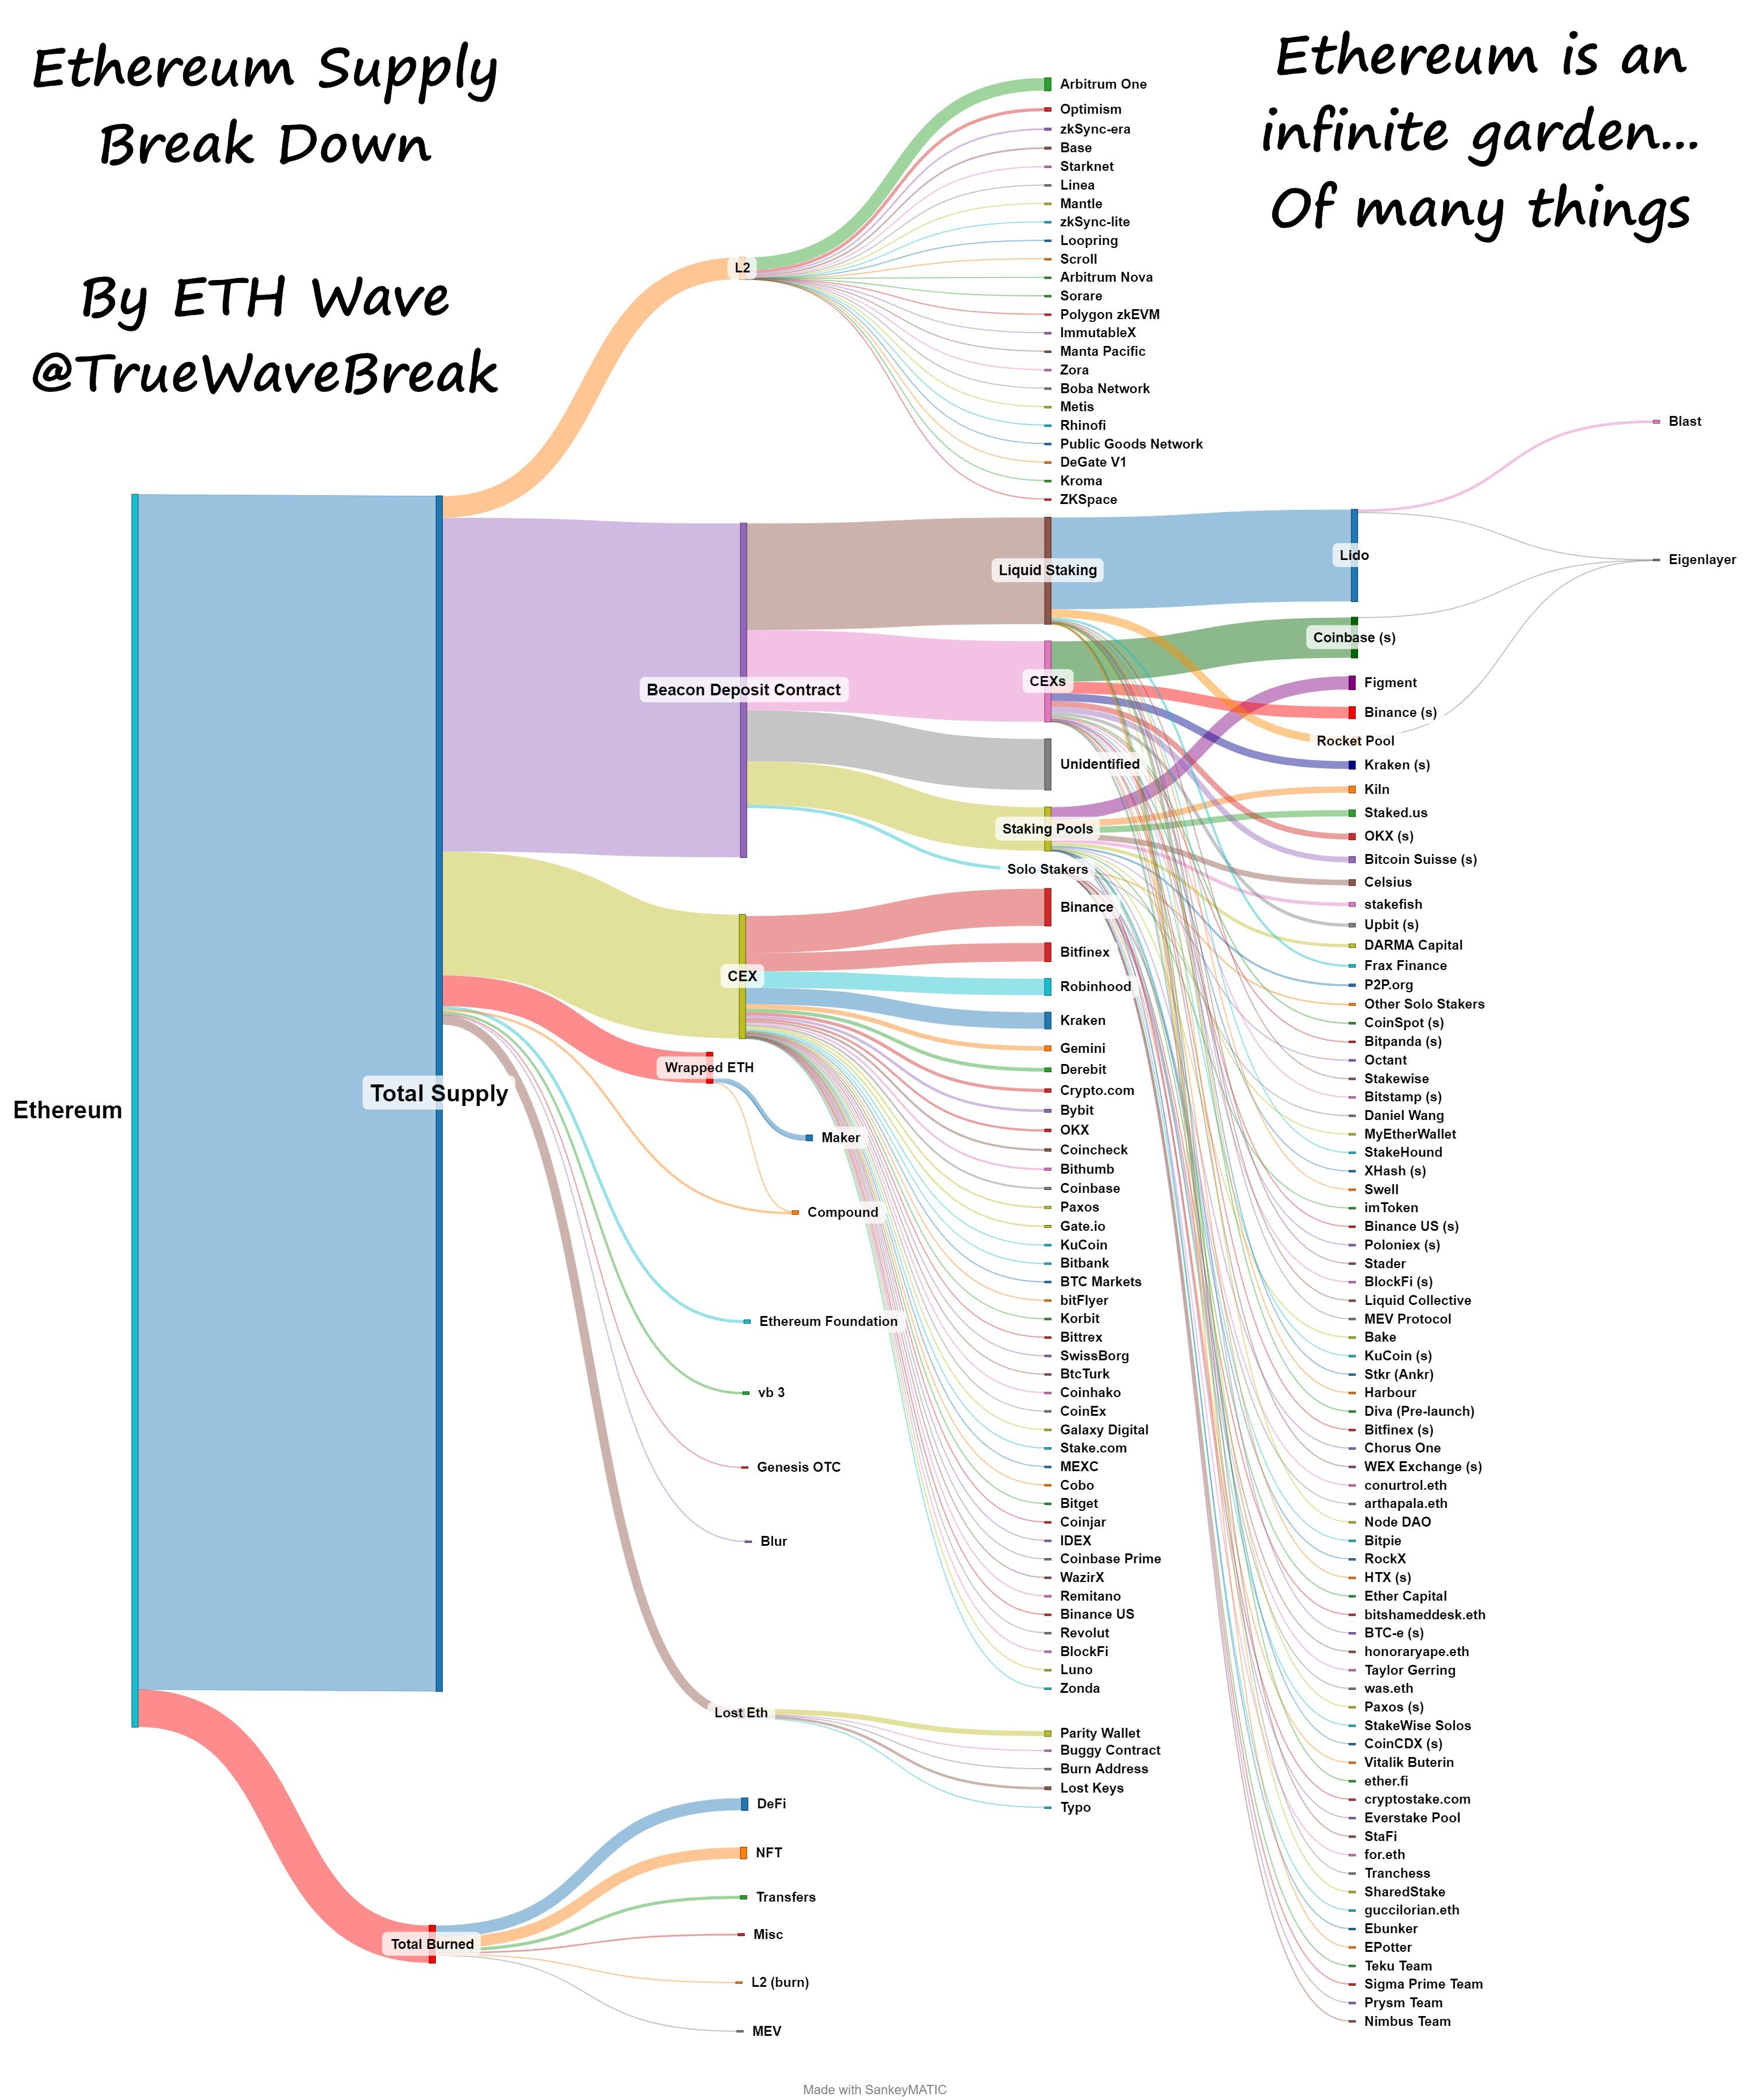 Ethereum Supply
Break Down
By ETH Wave
@TrueWaveBreak
Ethereum is an
infinite garden...
Of many things
Ethereum
Total Supply
Total Burned
L2
Beacon Deposit Contract
CEX
Wrapped ETH
Maker
Compound
Ethereum Foundation
vb 3
Genesis OTC
Blur
Lost Eth
DeFi
NFT
Transfers
Misc
L2 (burn)
MEV
Arbitrum One
Optimism
zkSync-era
Base
Starknet
Linea
Mantle
zkSync-lite
Loopring
Scroll
Arbitrum Nova
Sorare
Polygon zkEVM
ImmutableX
Manta Pacific
Zora
Boba Network
Metis
Rhinofi
Public Goods Network
DeGate V1
Kroma
ZKSpace
Liquid Staking
CEXs
Unidentified
Staking Pools
Solo Stakers
Binance
Bitfinex
Robinhood
Kraken
Gemini
Derebit
Crypto.com
Bybit
OKX
Coincheck
Bithumb
Coinbase
Paxos
Gate.io
KuCoin
Bitbank
BTC Markets
bitFlyer
Korbit
Bittrex
SwissBorg
BtcTurk
Coinhako
CoinEx
Galaxy Digital
Stake.com
MEXC
Cobo
Bitget
Coinjar
IDEX
Coinbase Prime
WazirX
Remitano
Binance US
Revolut
BlockFi
Luno
Zonda
Parity Wallet
Buggy Contract
Burn Address
Lost Keys
Typo
Lido
Coinbase (s)
Figment
Binance (s)
Rocket Pool
Kraken (s)
Kiln
Staked.us
OKX (s)
Bitcoin Suisse (s)
Celsius
stakefish
Upbit (s)
DARMA Capital
Frax Finance
P2P.org
Other Solo Stakers
CoinSpot (s)
Bitpanda (s)
Octant
Stakewise
Bitstamp (s)
Daniel Wang
MyEtherWallet
StakeHound
XHash (s)
Swell
imToken
Binance US (s)
Poloniex (s)
Stader
BlockFi (s)
Liquid Collective
MEV Protocol
Bake
KuCoin (s)
Stkr (Ankr)
Harbour
Diva (Pre-launch)
Bitfinex (s)
Chorus One
WEX Exchange (s)
conurtrol.eth
arthapala.eth
Node DAO
Bitpie
RockX
HTX (s)
Ether Capital
bitshameddesk.eth
BTC-e (s)
honoraryape.eth
Taylor Gerring
was.eth
Paxos (s)
StakeWise Solos
CoinCDX (s)
Vitalik Buterin
ether.fi
cryptostake.com
Everstake Pool
StaFi
for.eth
Tranchess
SharedStake
guccilorian.eth
Ebunker
EPotter
Teku Team
Sigma Prime Team
Prysm Team
Nimbus Team
Blast
Eigenlayer
Made with SankeyMATIC